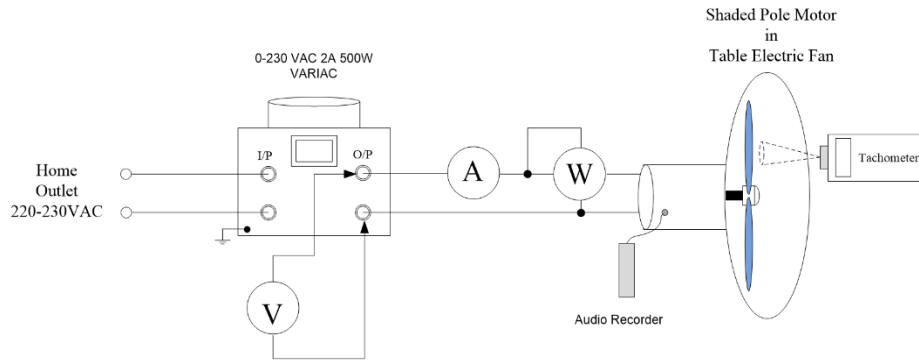 Shaded Pole Motor
in
Table Electric Fan
0-230 VAC 2A 500W
VARIAC
I/P
O/P
Home
Outlet
220-230VAC
A
W
Tachometer
V
Audio Recorder